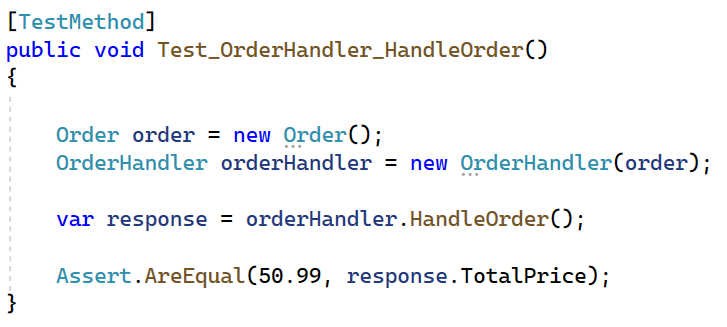 [TestMethod]
public void Test_OrderHandler_HandleOrder()
{
Order order = new Order();
OrderHandler orderHandler = new OrderHandler(order);
var response = orderHandler.HandleOrder();
Assert.AreEqual(50.99, response.TotalPrice);
}